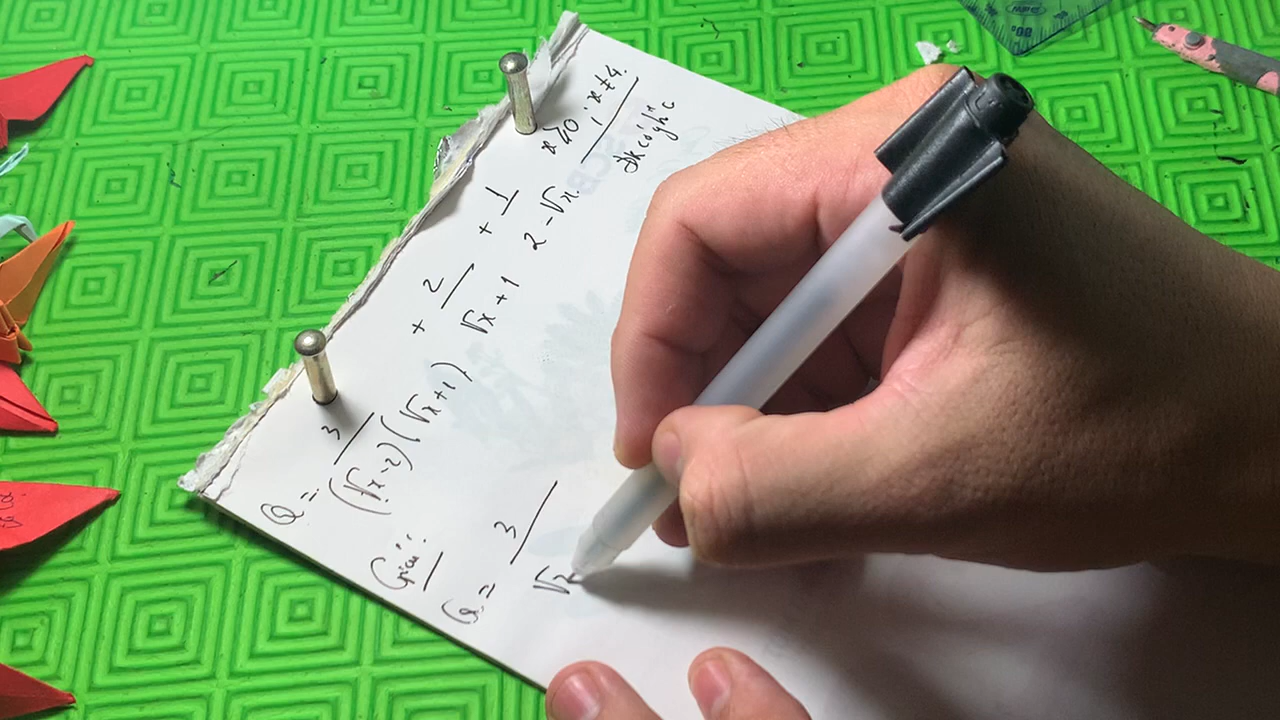 Q = 3/((√x-2)(√x+1)) + 2/(√x+1) + 1/(2-√x)
x≥0; x≠4.
Giải:
Q = 3/√x